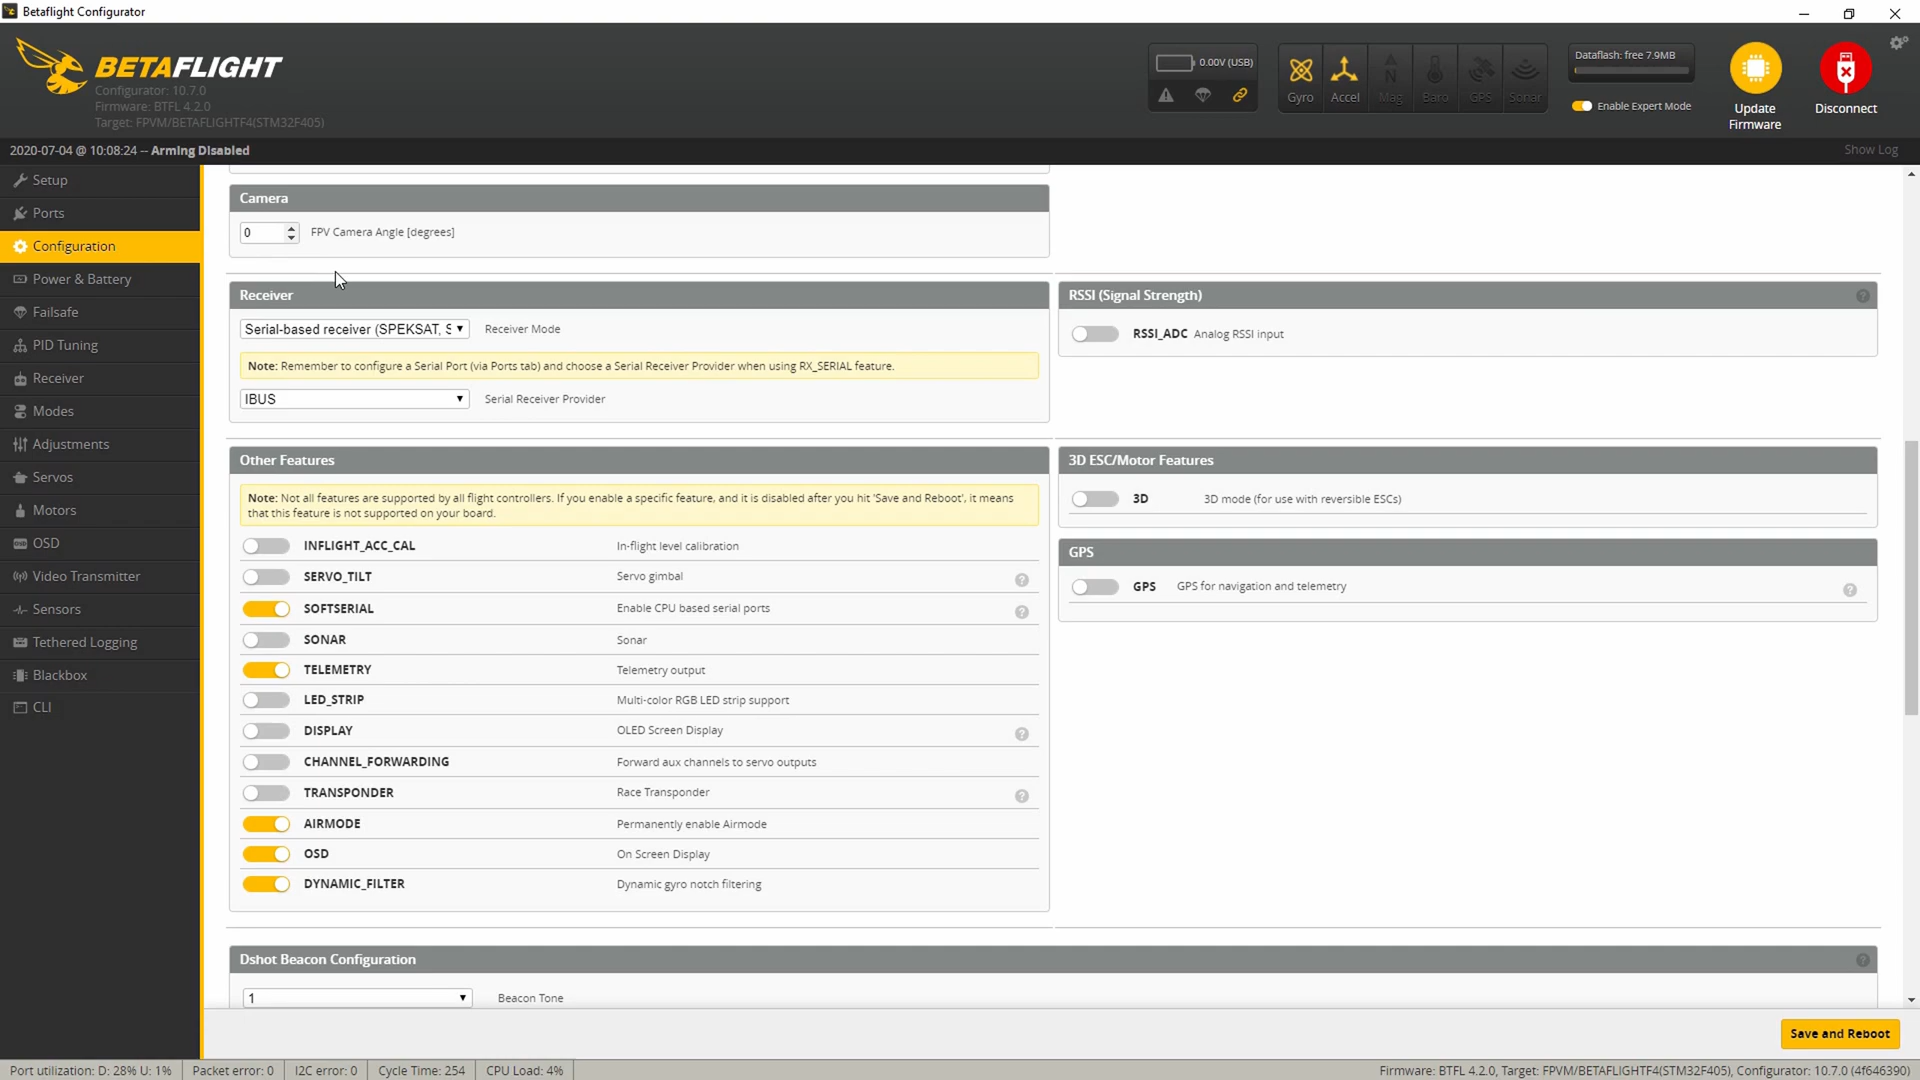 Betaflight Configurator
BETAFLIGHT
Configurator: 10.7.0
Firmware: BTFL 4.2.0
Target: FPVM/BETAFLIGHTF4(STM32F405)
0.00V (USB)
Gyro
Accel
Mag
Baro
GPS
Sonar
Dataflash: free 7.9MB
Enable Expert Mode
Update
Firmware
Disconnect
2020-07-04 @ 10:08:24 -- Arming Disabled
Show Log
Setup
Ports
Configuration
Power & Battery
Failsafe
PID Tuning
Receiver
Modes
Adjustments
Servos
Motors
OSD
Video Transmitter
Sensors
Tethered Logging
Blackbox
CLI
Camera
0 FPV Camera Angle [degrees]
Receiver
Serial-based receiver (SPEKSAT, S Receiver Mode
Note: Remember to configure a Serial Port (via Ports tab) and choose a Serial Receiver Provider when using RX_SERIAL feature.
IBUS Serial Receiver Provider
RSSI (Signal Strength)
RSSI_ADC Analog RSSI input
Other Features
Note: Not all features are supported by all flight controllers. If you enable a specific feature, and it is disabled after you hit 'Save and Reboot', it means
that this feature is not supported on your board.
INFLIGHT_ACC_CAL In-flight level calibration
SERVO_TILT Servo gimbal
SOFTSERIAL Enable CPU based serial ports
SONAR Sonar
TELEMETRY Telemetry output
LED_STRIP Multi-color RGB LED strip support
DISPLAY OLED Screen Display
CHANNEL_FORWARDING Forward aux channels to servo outputs
TRANSPONDER Race Transponder
AIRMODE Permanently enable Airmode
OSD On Screen Display
DYNAMIC_FILTER Dynamic gyro notch filtering
3D ESC/Motor Features
3D 3D mode (for use with reversible ESCs)
GPS
GPS GPS for navigation and telemetry
Dshot Beacon Configuration
1 Beacon Tone
Save and Reboot
Port utilization: D: 28% U: 1% Packet error: 0 I2C error: 0 Cycle Time: 254 CPU Load: 4% Firmware: BTFL 4.2.0, Target: FPVM/BETAFLIGHTF4(STM32F405), Configurator: 10.7.0 (4f646390)